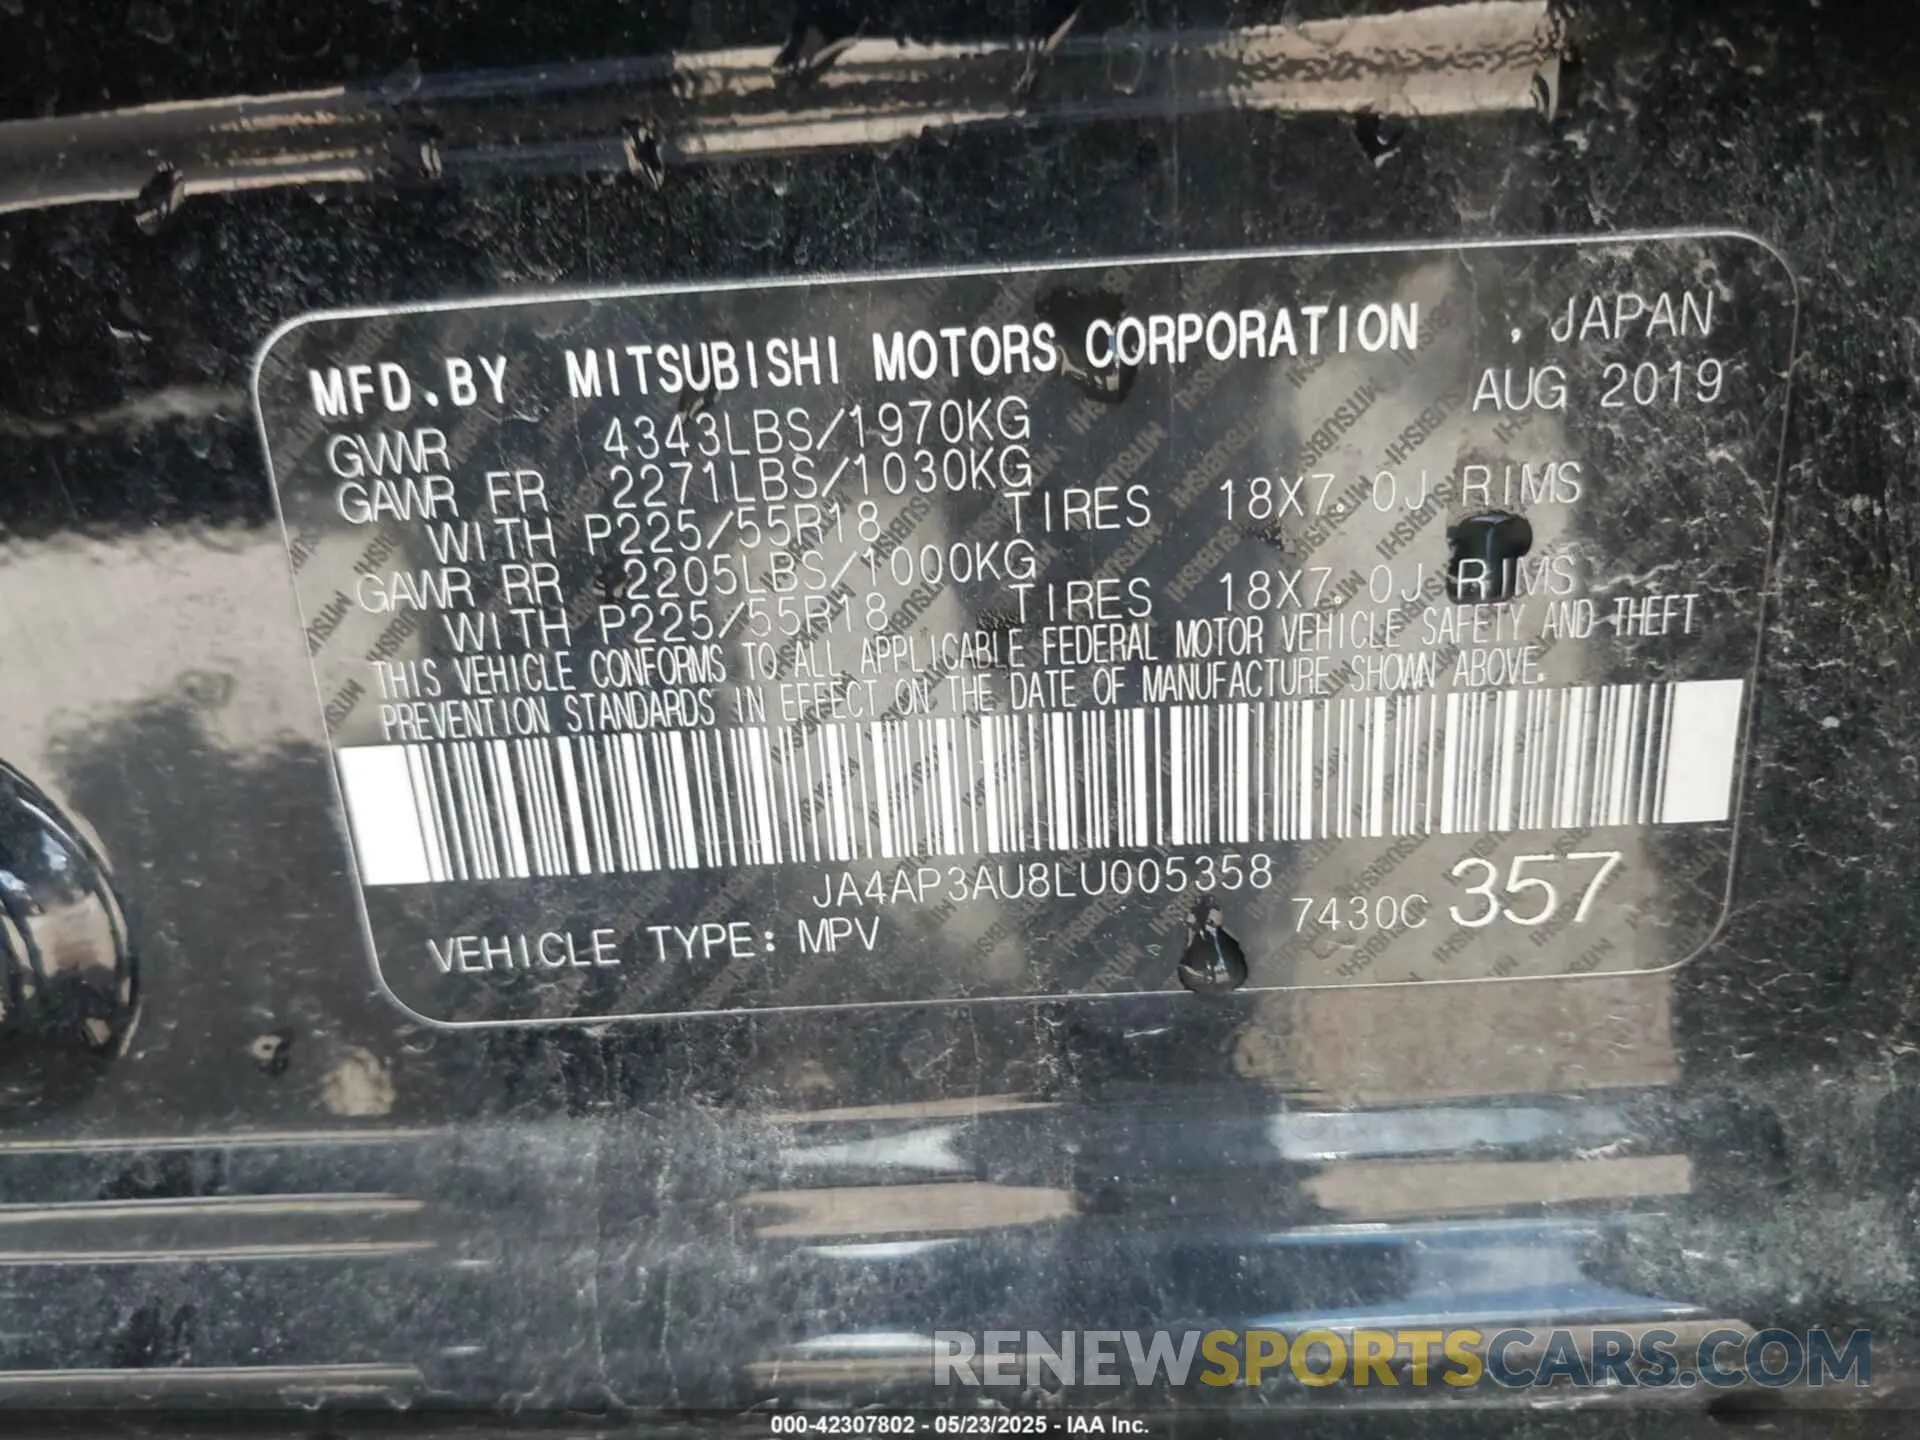 MFD.BY MITSUBISHI MOTORS CORPORATION , JAPAN
AUG 2019
GVWR 4343LBS/1970KG
GAWR FR 2271LBS/1030KG
WITH P225/55R18 TIRES 18X7.0J RIMS
GAWR RR 2205LBS/1000KG
WITH P225/55R18 TIRES 18X7.0J RIMS
THIS VEHICLE CONFORMS TO ALL APPLICABLE FEDERAL MOTOR VEHICLE SAFETY AND THEFT
PREVENTION STANDARDS IN EFFECT ON THE DATE OF MANUFACTURE SHOWN ABOVE.
JA4AP3AU8LU005358
VEHICLE TYPE: MPV 7430C 357
RENEWSPORTSCARS.COM
000-42307802 - 05/23/2025 - IAA Inc.